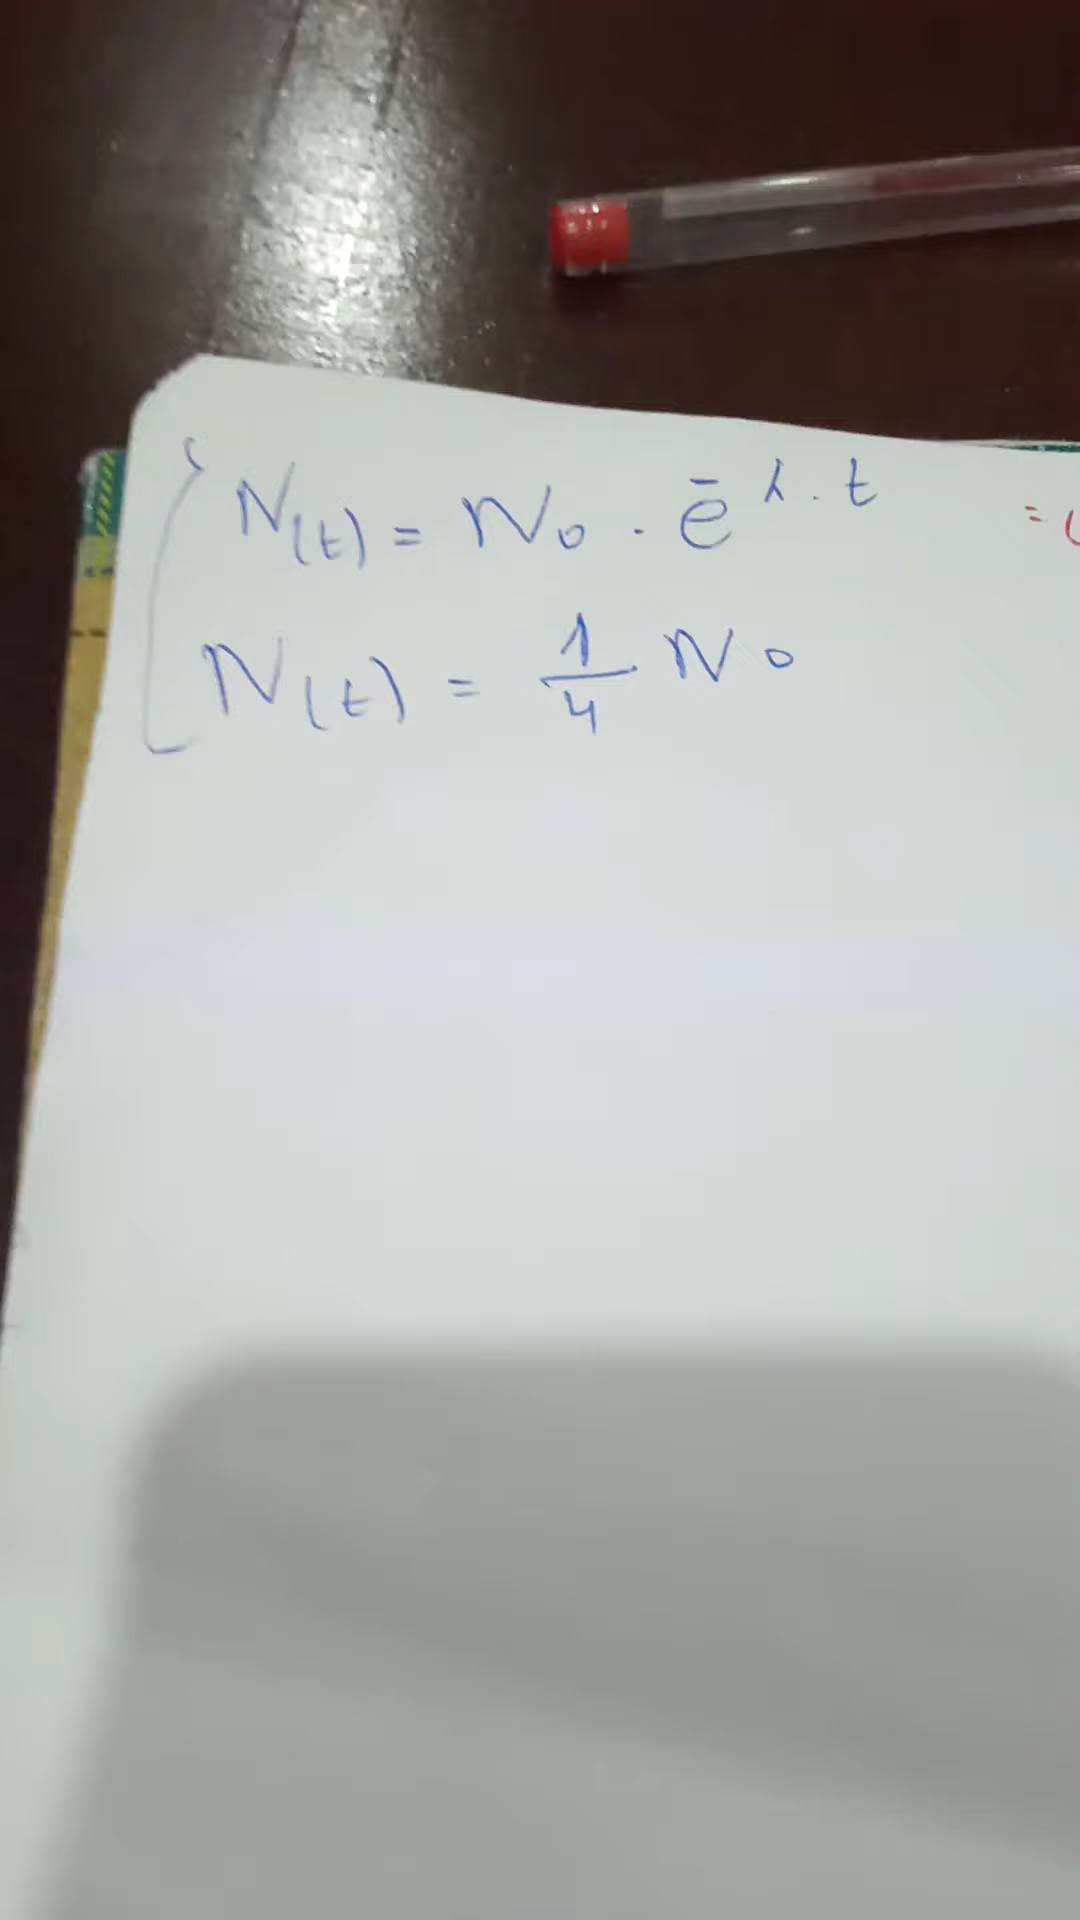 N(t) = N₀ . e⁻ λ . t
N(t) = 1/4 N₀
=